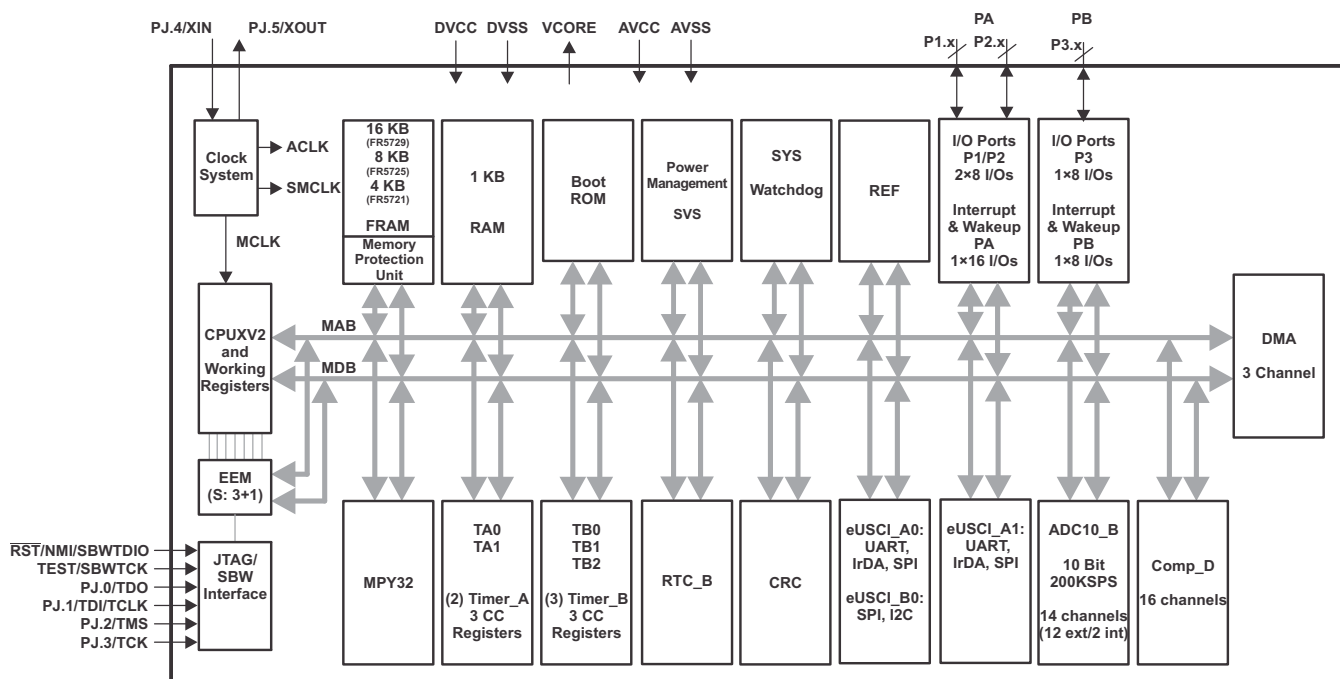 PJ.4/XIN
PJ.5/XOUT
DVCC
DVSS
VCORE
AVCC
AVSS
PA
P1.x
P2.x
PB
P3.x
Clock
System
ACLK
SMCLK
MCLK
16 KB
(FR5729)
8 KB
(FR5725)
4 KB
(FR5721)
FRAM
Memory
Protection
Unit
1 KB
RAM
Boot
ROM
Power
Management
SVS
SYS
Watchdog
REF
I/O Ports
P1/P2
2×8 I/Os
Interrupt
& Wakeup
PA
1×16 I/Os
I/O Ports
P3
1×8 I/Os
Interrupt
& Wakeup
PB
1×8 I/Os
CPUXV2
and
Working
Registers
MAB
MDB
DMA
3 Channel
EEM
(S: 3+1)
RST/NMI/SBWTDIO
TEST/SBWTCK
PJ.0/TDO
PJ.1/TDI/TCLK
PJ.2/TMS
PJ.3/TCK
JTAG/
SBW
Interface
MPY32
TA0
TA1
(2) Timer_A
3 CC
Registers
TB0
TB1
TB2
(3) Timer_B
3 CC
Registers
RTC_B
CRC
eUSCI_A0:
UART,
IrDA, SPI
eUSCI_B0:
SPI, I2C
eUSCI_A1:
UART,
IrDA, SPI
ADC10_B
10 Bit
200KSPS
14 channels
(12 ext/2 int)
Comp_D
16 channels